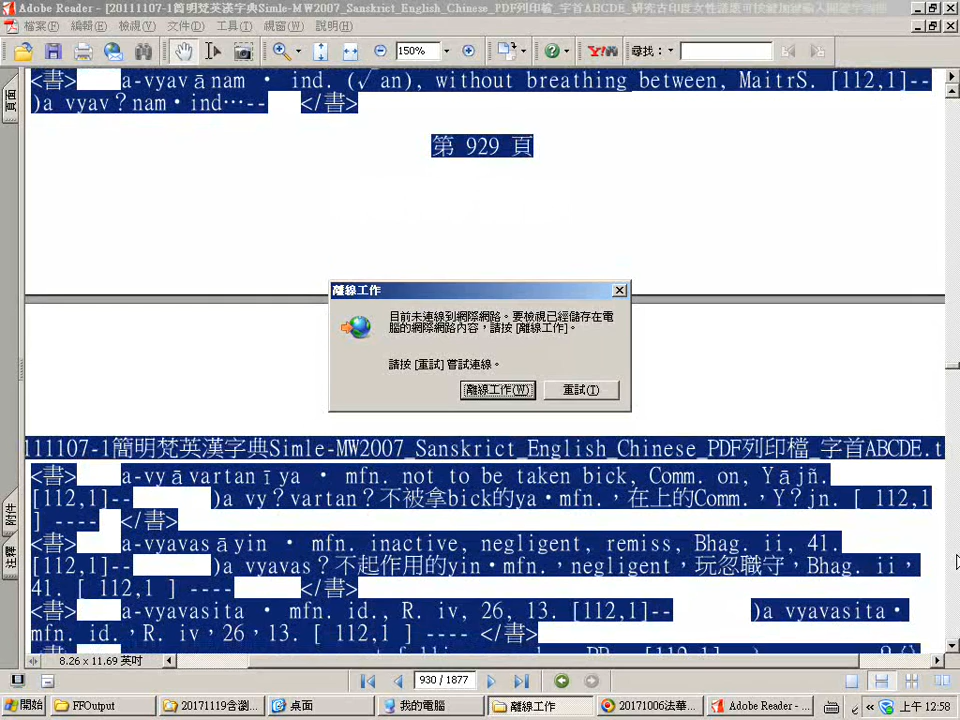 Adobe Reader - [20111107-1簡明梵英漢字典Simle-MW2007_Sanskrict_English_Chinese_PDF列印檔_字首ABCDE_研究古印度女性
檔案(F) 編輯(E) 檢視(V) 文件(D) 工具(T) 視窗(W) 說明(H)
150% 尋找：
<書> a-vyavānam ‧ ind. (√an), without breathing between, MaitrS. [112,1]--
)a vyav？nam‧ind…-- </書>
第 929 頁
離線工作
目前未連線到網際網路。要檢視已經儲存在電
腦的網際網路內容，請按 [離線工作]。
請按 [重試] 嘗試連線。
離線工作(W) 重試(T)
111107-1簡明梵英漢字典Simle-MW2007_Sanskrict_English_Chinese_PDF列印檔_字首ABCDE.t
<書> a-vyāvartanīya ‧ mfn. not to be taken bick, Comm. on, Yājñ.
[112,1]-- )a vy？vartan？不被拿bick的ya‧mfn.，在上的Comm.，Y？jn. [ 112,1
] ---- </書>
<書> a-vyavasāyin ‧ mfn. inactive, negligent, remiss, Bhag. ii, 41.
[112,1]-- )a vyavas？不起作用的yin‧mfn.，negligent，玩忽職守，Bhag. ii，
41. [ 112,1 ] ---- </書>
<書> a-vyavasita ‧ mfn. id., R. iv, 26, 13. [112,1]-- )a vyavasita‧
mfn. id.，R. iv，26，13. [ 112,1 ] ---- </書>
頁面
附件
注釋
8.26 x 11.69 英吋
930 / 1877
開始 FFOutput 20171119含瀏... 桌面 我的電腦 離線工作 20171006法華... Adobe Reader - ... 上午 12:58